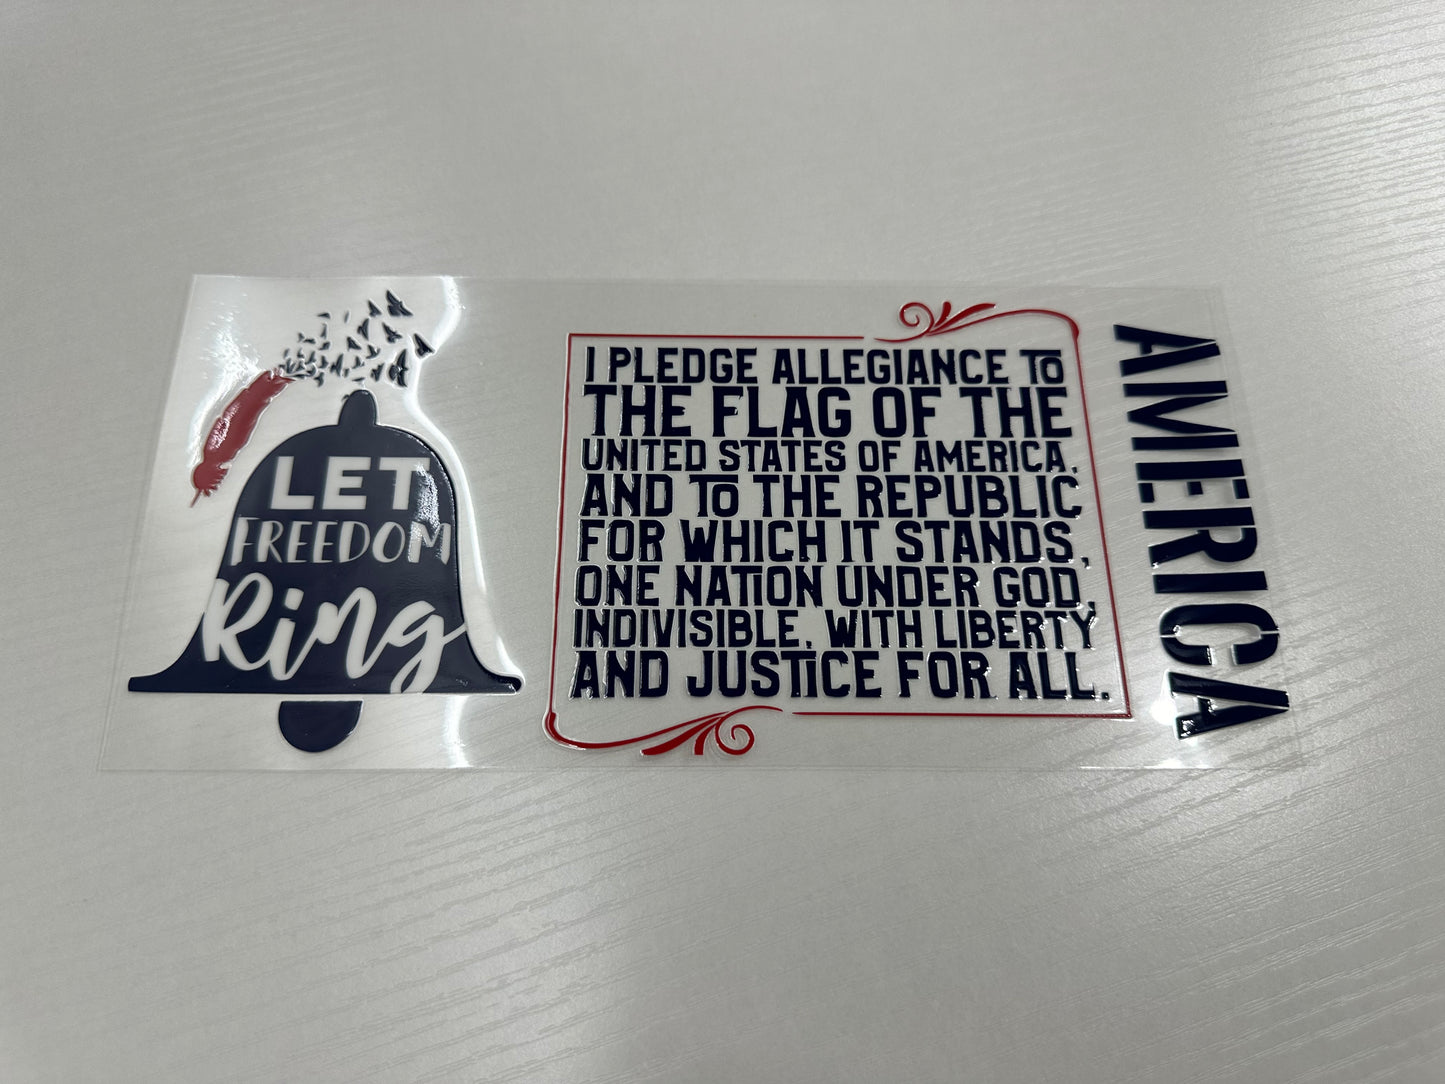 LET
FREEDOM
Ring
I PLEDGE ALLEGIANCE TO
THE FLAG OF THE
UNITED STATES OF AMERICA,
AND TO THE REPUBLIC
FOR WHICH IT STANDS,
ONE NATION UNDER GOD,
INDIVISIBLE, WITH LIBERTY
AND JUSTICE FOR ALL.
AMERICA